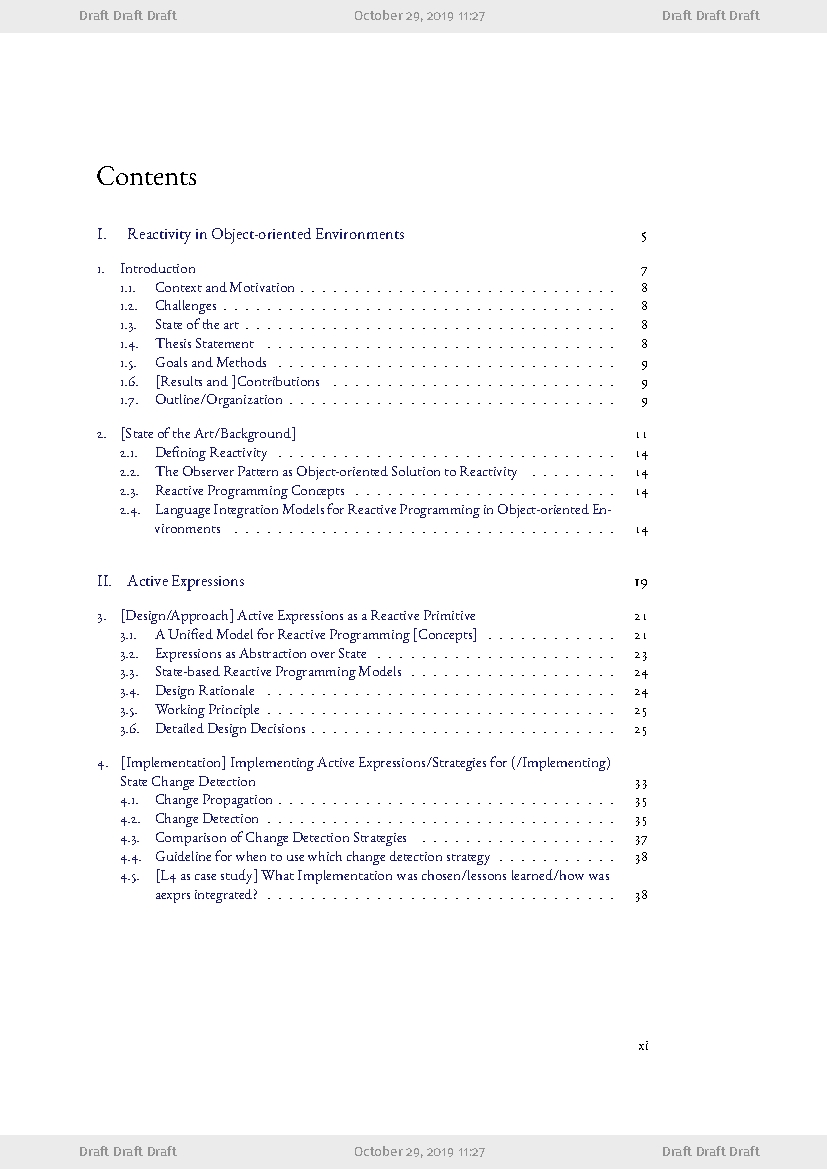 Draft Draft Draft October 29, 2019 11:27 Draft Draft Draft
Contents
I. Reactivity in Object-oriented Environments 5
1. Introduction 7
1.1. Context and Motivation . . . . . . . . . . . . . . . . . . . . . . . . . . . . . 8
1.2. Challenges . . . . . . . . . . . . . . . . . . . . . . . . . . . . . . . . . . . . 8
1.3. State of the art . . . . . . . . . . . . . . . . . . . . . . . . . . . . . . . . . . 8
1.4. Thesis Statement . . . . . . . . . . . . . . . . . . . . . . . . . . . . . . . . 8
1.5. Goals and Methods . . . . . . . . . . . . . . . . . . . . . . . . . . . . . . . 9
1.6. [Results and ]Contributions . . . . . . . . . . . . . . . . . . . . . . . . . . 9
1.7. Outline/Organization . . . . . . . . . . . . . . . . . . . . . . . . . . . . . . 9
2. [State of the Art/Background] 11
2.1. Defining Reactivity . . . . . . . . . . . . . . . . . . . . . . . . . . . . . . . 14
2.2. The Observer Pattern as Object-oriented Solution to Reactivity . . . . . . . . 14
2.3. Reactive Programming Concepts . . . . . . . . . . . . . . . . . . . . . . . . 14
2.4. Language Integration Models for Reactive Programming in Object-oriented En-
vironments . . . . . . . . . . . . . . . . . . . . . . . . . . . . . . . . . . . 14
II. Active Expressions 19
3. [Design/Approach] Active Expressions as a Reactive Primitive 21
3.1. A Unified Model for Reactive Programming [Concepts] . . . . . . . . . . . . 21
3.2. Expressions as Abstraction over State . . . . . . . . . . . . . . . . . . . . . . 23
3.3. State-based Reactive Programming Models . . . . . . . . . . . . . . . . . . . 24
3.4. Design Rationale . . . . . . . . . . . . . . . . . . . . . . . . . . . . . . . . 24
3.5. Working Principle . . . . . . . . . . . . . . . . . . . . . . . . . . . . . . . . 25
3.6. Detailed Design Decisions . . . . . . . . . . . . . . . . . . . . . . . . . . . . 25
4. [Implementation] Implementing Active Expressions/Strategies for (/Implementing)
State Change Detection 33
4.1. Change Propagation . . . . . . . . . . . . . . . . . . . . . . . . . . . . . . . 35
4.2. Change Detection . . . . . . . . . . . . . . . . . . . . . . . . . . . . . . . . 35
4.3. Comparison of Change Detection Strategies . . . . . . . . . . . . . . . . . . 37
4.4. Guideline for when to use which change detection strategy . . . . . . . . . . . 38
4.5. [L4 as case study] What Implementation was chosen/lessons learned/how was
aexprs integrated? . . . . . . . . . . . . . . . . . . . . . . . . . . . . . . . . 38
xi
Draft Draft Draft October 29, 2019 11:27 Draft Draft Draft